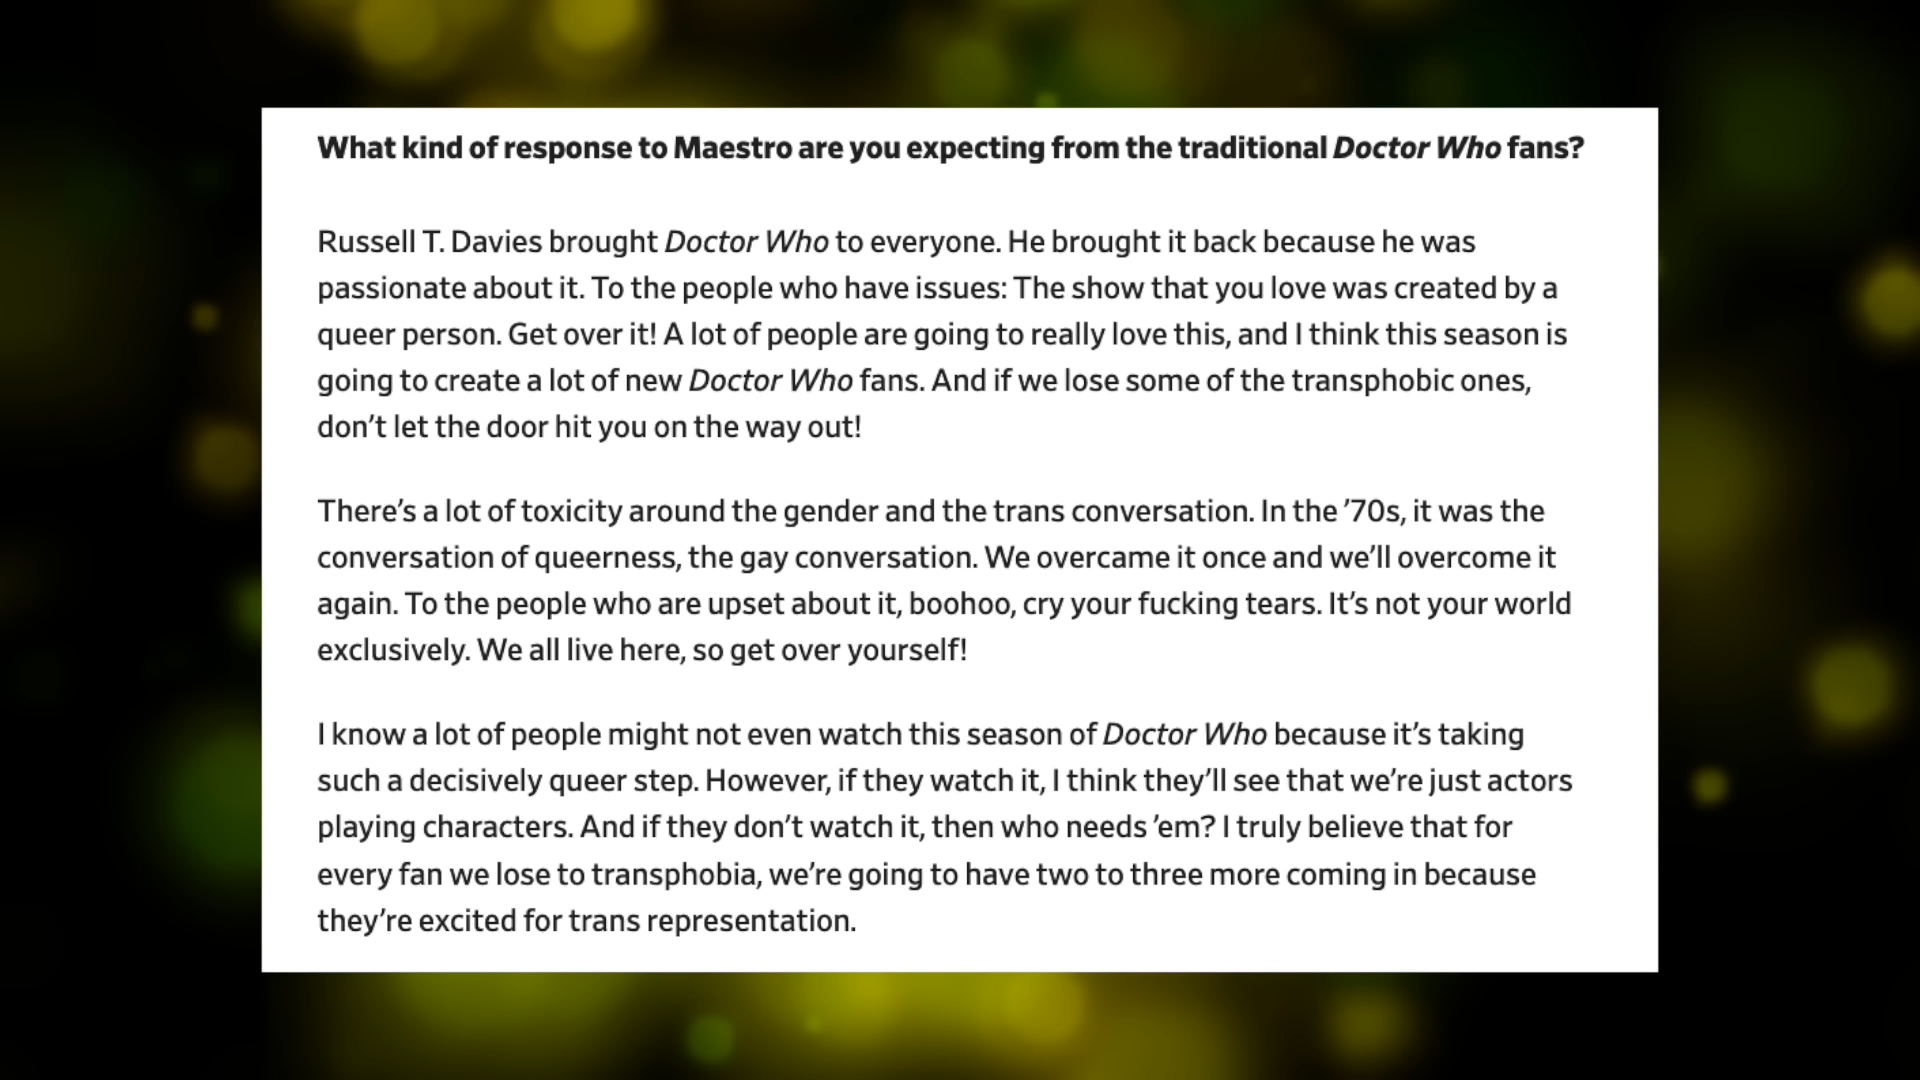 What kind of response to Maestro are you expecting from the traditional Doctor Who fans?
Russell T. Davies brought Doctor Who to everyone. He brought it back because he was
passionate about it. To the people who have issues: The show that you love was created by a
queer person. Get over it! A lot of people are going to really love this, and I think this season is
going to create a lot of new Doctor Who fans. And if we lose some of the transphobic ones,
don’t let the door hit you on the way out!
There’s a lot of toxicity around the gender and the trans conversation. In the ’70s, it was the
conversation of queerness, the gay conversation. We overcame it once and we’ll overcome it
again. To the people who are upset about it, boohoo, cry your fucking tears. It’s not your world
exclusively. We all live here, so get over yourself!
I know a lot of people might not even watch this season of Doctor Who because it’s taking
such a decisively queer step. However, if they watch it, I think they’ll see that we’re just actors
playing characters. And if they don’t watch it, then who needs ’em? I truly believe that for
every fan we lose to transphobia, we’re going to have two to three more coming in because
they’re excited for trans representation.